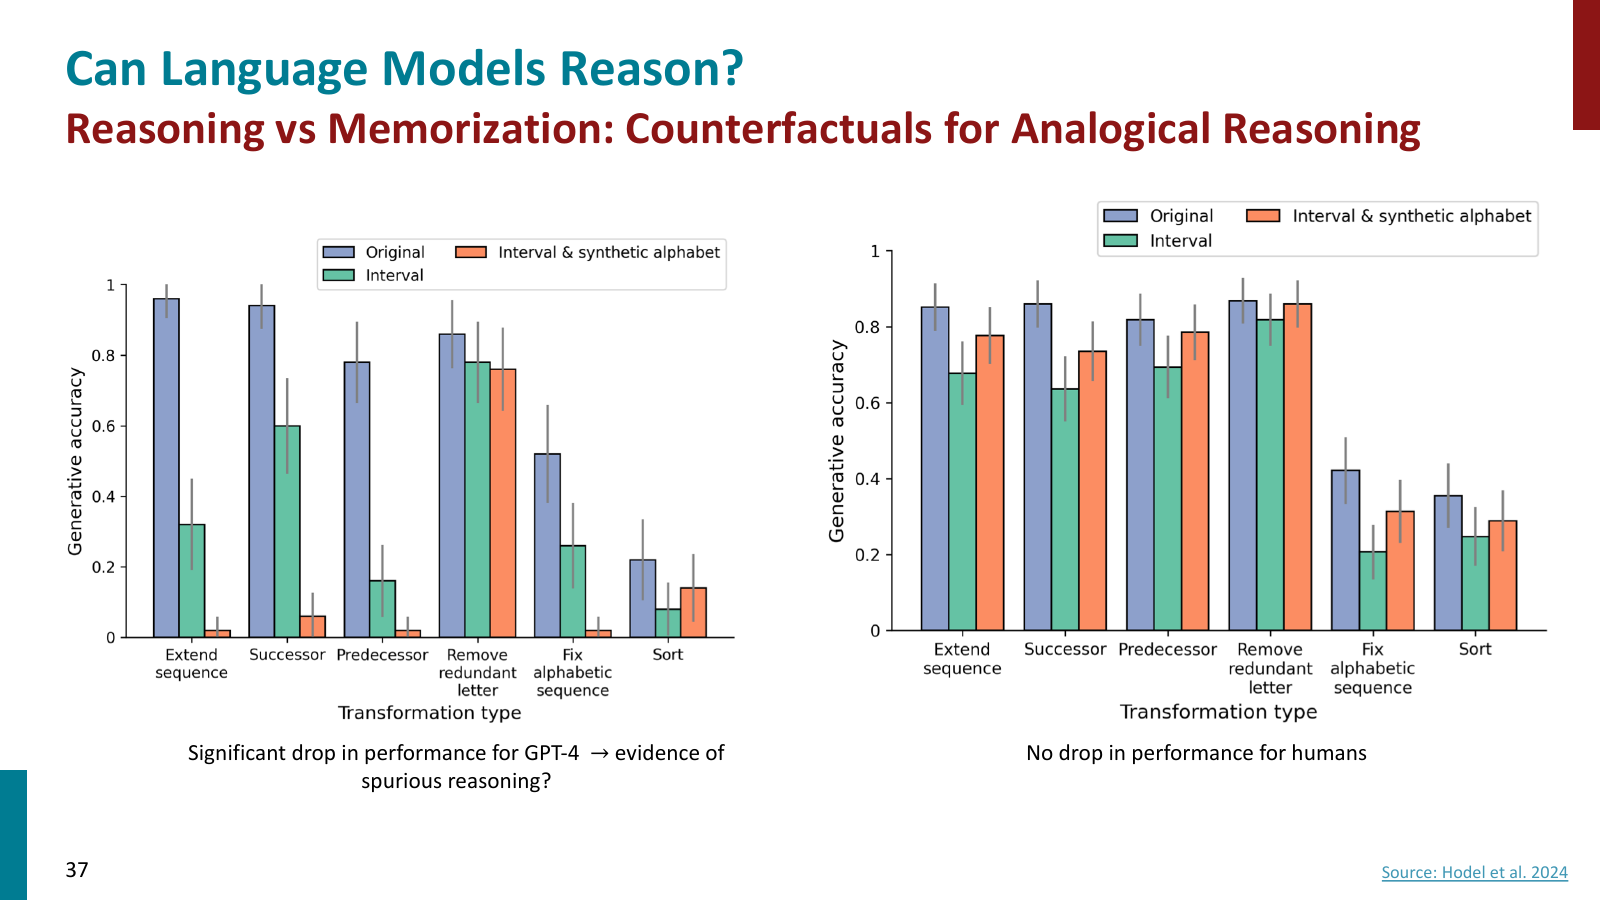 Can Language Models Reason?
Reasoning vs Memorization: Counterfactuals for Analogical Reasoning
Original
Interval & synthetic alphabet
Interval
1
0.8
0.6
0.4
0.2
0
Generative accuracy
Extend
sequence
Successor
Predecessor
Remove
redundant
letter
Fix
alphabetic
sequence
Sort
Transformation type
Significant drop in performance for GPT-4 → evidence of
spurious reasoning?
Original
Interval & synthetic alphabet
Interval
1
0.8
0.6
0.4
0.2
0
Generative accuracy
Extend
sequence
Successor
Predecessor
Remove
redundant
letter
Fix
alphabetic
sequence
Sort
Transformation type
No drop in performance for humans
37
Source: Hodel et al. 2024